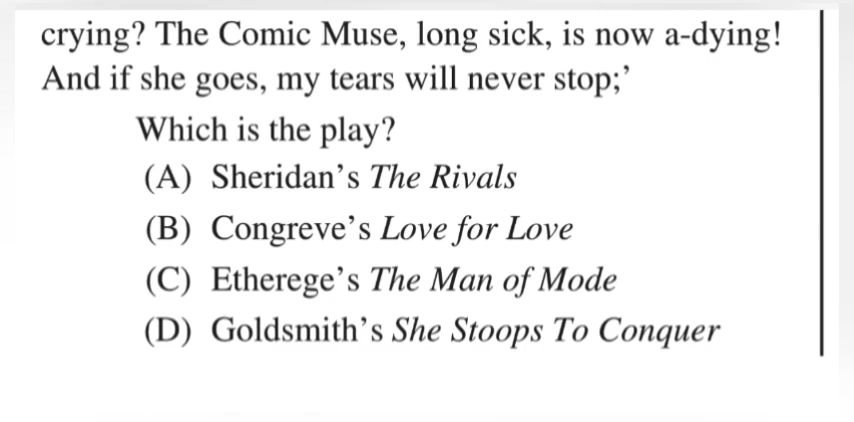 crying? The Comic Muse, long sick, is now a-dying!
And if she goes, my tears will never stop;’
Which is the play?
(A) Sheridan’s The Rivals
(B) Congreve’s Love for Love
(C) Etherege’s The Man of Mode
(D) Goldsmith’s She Stoops To Conquer